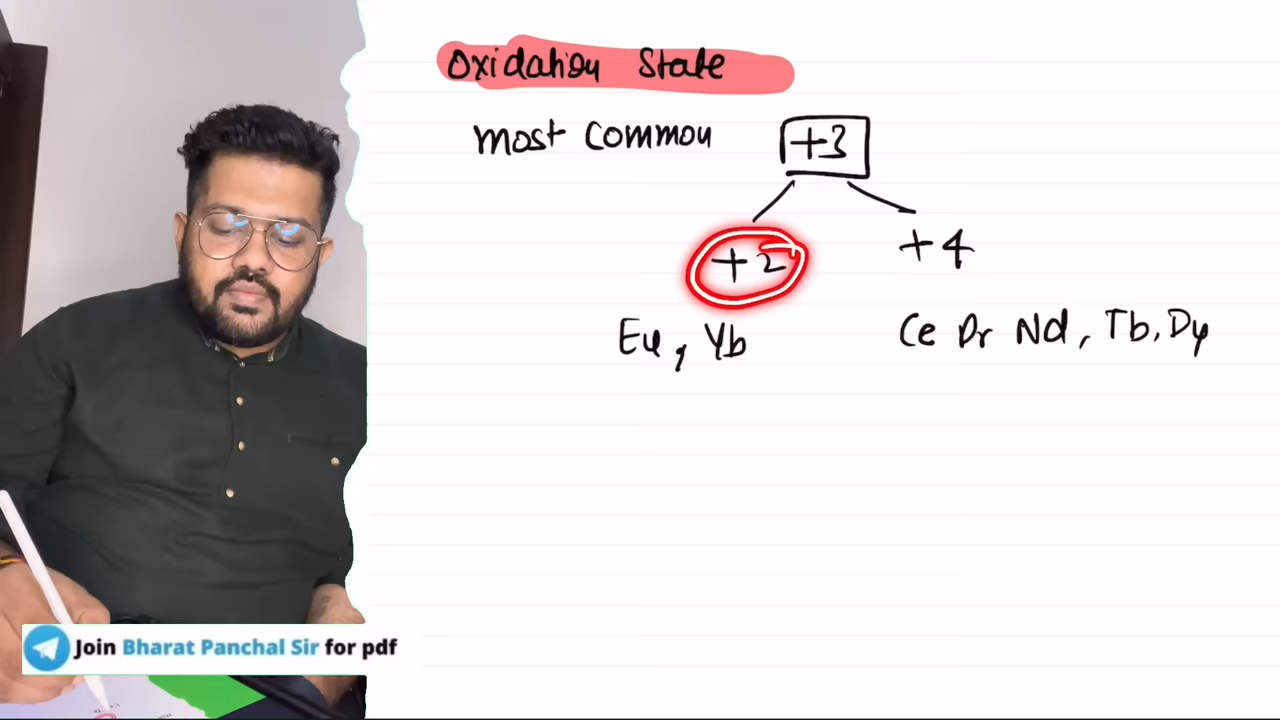 Oxidation State
most common +3
+2 +4
Eu, Yb Ce Pr Nd, Tb, Dy
Join Bharat Panchal Sir for pdf